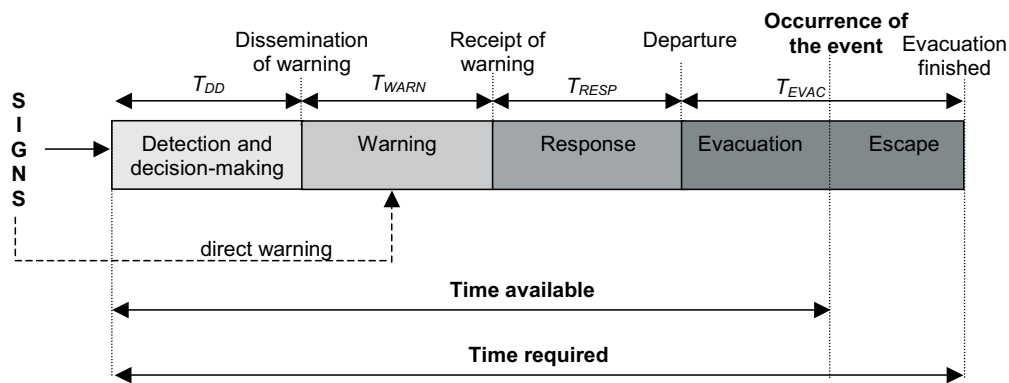 Occurrence of
the event
Dissemination
of warning
Receipt of
warning
Departure
Evacuation
finished
T_DD
T_WARN
T_RESP
T_EVAC
SIGNS
Detection and
decision-making
Warning
Response
Evacuation
Escape
direct warning
Time available
Time required